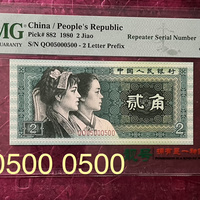 MG China / People's Republic
Pick# 882 1980 2 Jiao
Repeater Serial Number
S/N QO05000500 - 2 Letter Prefix
中国人民银行
贰角
QO05000500
2
2
0500 0500